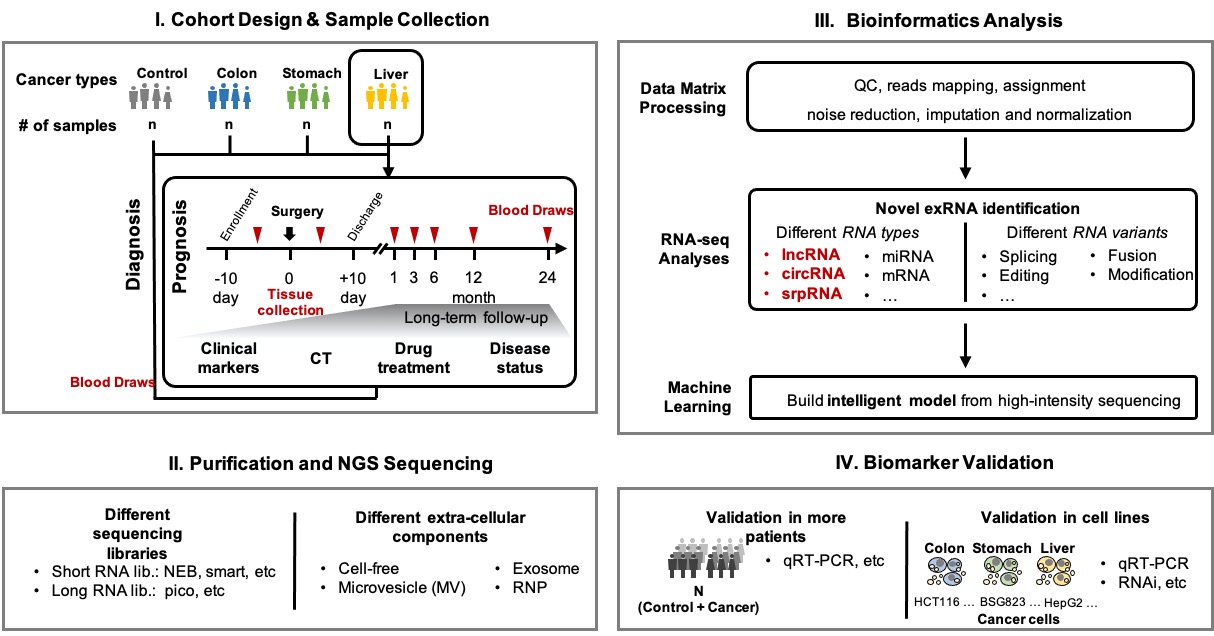 I. Cohort Design & Sample Collection
Cancer types
Control
Colon
Stomach
Liver
# of samples
n
n
n
n
Diagnosis
Prognosis
Enrollment
Surgery
Discharge
Blood Draws
-10
0
+10
1
3
6
12
24
day
day
month
Tissue
collection
Long-term follow-up
Clinical
markers
CT
Drug
treatment
Disease
status
Blood Draws
II. Purification and NGS Sequencing
Different
sequencing
libraries
• Short RNA lib.: NEB, smart, etc
• Long RNA lib.: pico, etc
Different extra-cellular
components
• Cell-free
• Microvesicle (MV)
• Exosome
• RNP
III. Bioinformatics Analysis
Data Matrix
Processing
QC, reads mapping, assignment
noise reduction, imputation and normalization
RNA-seq
Analyses
Novel exRNA identification
Different RNA types
• lncRNA
• circRNA
• srpRNA
• miRNA
• mRNA
• …
Different RNA variants
• Splicing
• Editing
• …
• Fusion
• Modification
Machine
Learning
Build intelligent model from high-intensity sequencing
IV. Biomarker Validation
Validation in more
patients
• qRT-PCR, etc
N
(Control + Cancer)
Validation in cell lines
Colon
Stomach
Liver
HCT116 …
BSG823 …
HepG2 …
Cancer cells
• qRT-PCR
• RNAi, etc